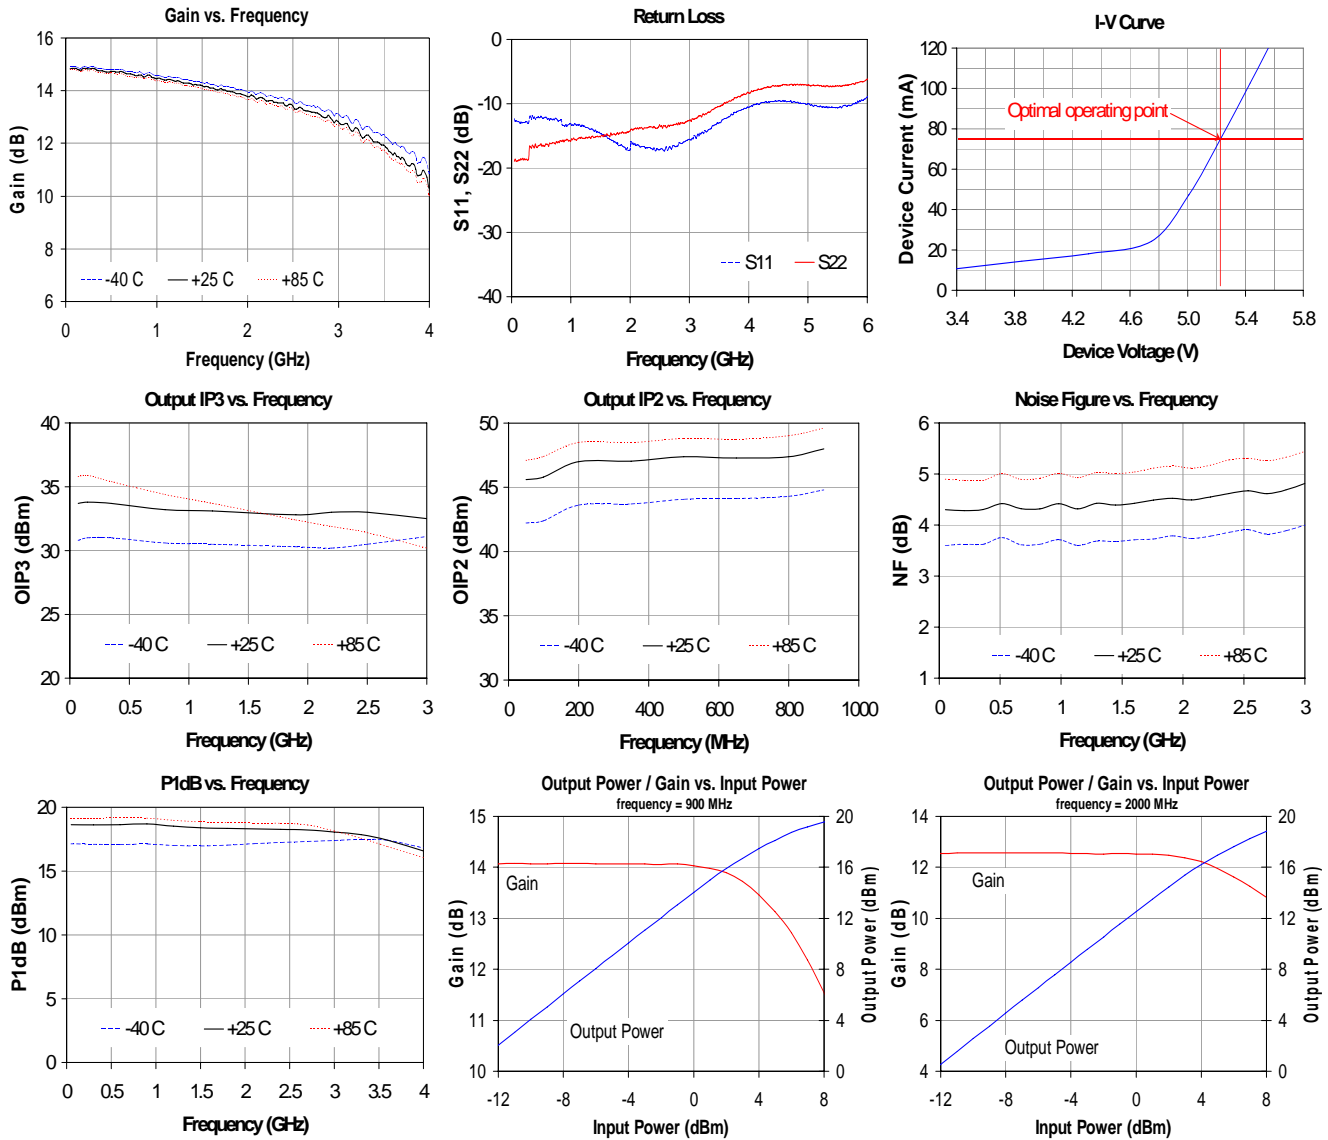 Gain vs. Frequency
16
14
12
10
8
6
Gain (dB)
-40 C
+25 C
+85 C
0 1 2 3 4
Frequency (GHz)
Return Loss
0
-10
-20
-30
-40
S11, S22 (dB)
S11
S22
0 1 2 3 4 5 6
Frequency (GHz)
I-V Curve
120
100
80
60
40
20
0
Device Current (mA)
Optimal operating point
3.4 3.8 4.2 4.6 5.0 5.4 5.8
Device Voltage (V)
Output IP3 vs. Frequency
40
35
30
25
20
OIP3 (dBm)
-40 C
+25 C
+85 C
0 0.5 1 1.5 2 2.5 3
Frequency (GHz)
Output IP2 vs. Frequency
50
45
40
35
30
OIP2 (dBm)
-40 C
+25 C
+85 C
0 200 400 600 800 1000
Frequency (MHz)
Noise Figure vs. Frequency
6
5
4
3
2
1
NF (dB)
-40 C
+25 C
+85 C
0 0.5 1 1.5 2 2.5 3
Frequency (GHz)
P1dB vs. Frequency
20
15
10
5
0
P1dB (dBm)
-40 C
+25 C
+85 C
0 0.5 1 1.5 2 2.5 3 3.5 4
Frequency (GHz)
Output Power / Gain vs. Input Power
frequency = 900 MHz
15
14
13
12
11
10
Gain (dB)
Gain
Output Power
20
16
12
8
4
0
Output Power (dBm)
-12 -8 -4 0 4 8
Input Power (dBm)
Output Power / Gain vs. Input Power
frequency = 2000 MHz
14
12
10
8
6
4
Gain (dB)
Gain
Output Power
20
16
12
8
4
0
Output Power (dBm)
-12 -8 -4 0 4 8
Input Power (dBm)